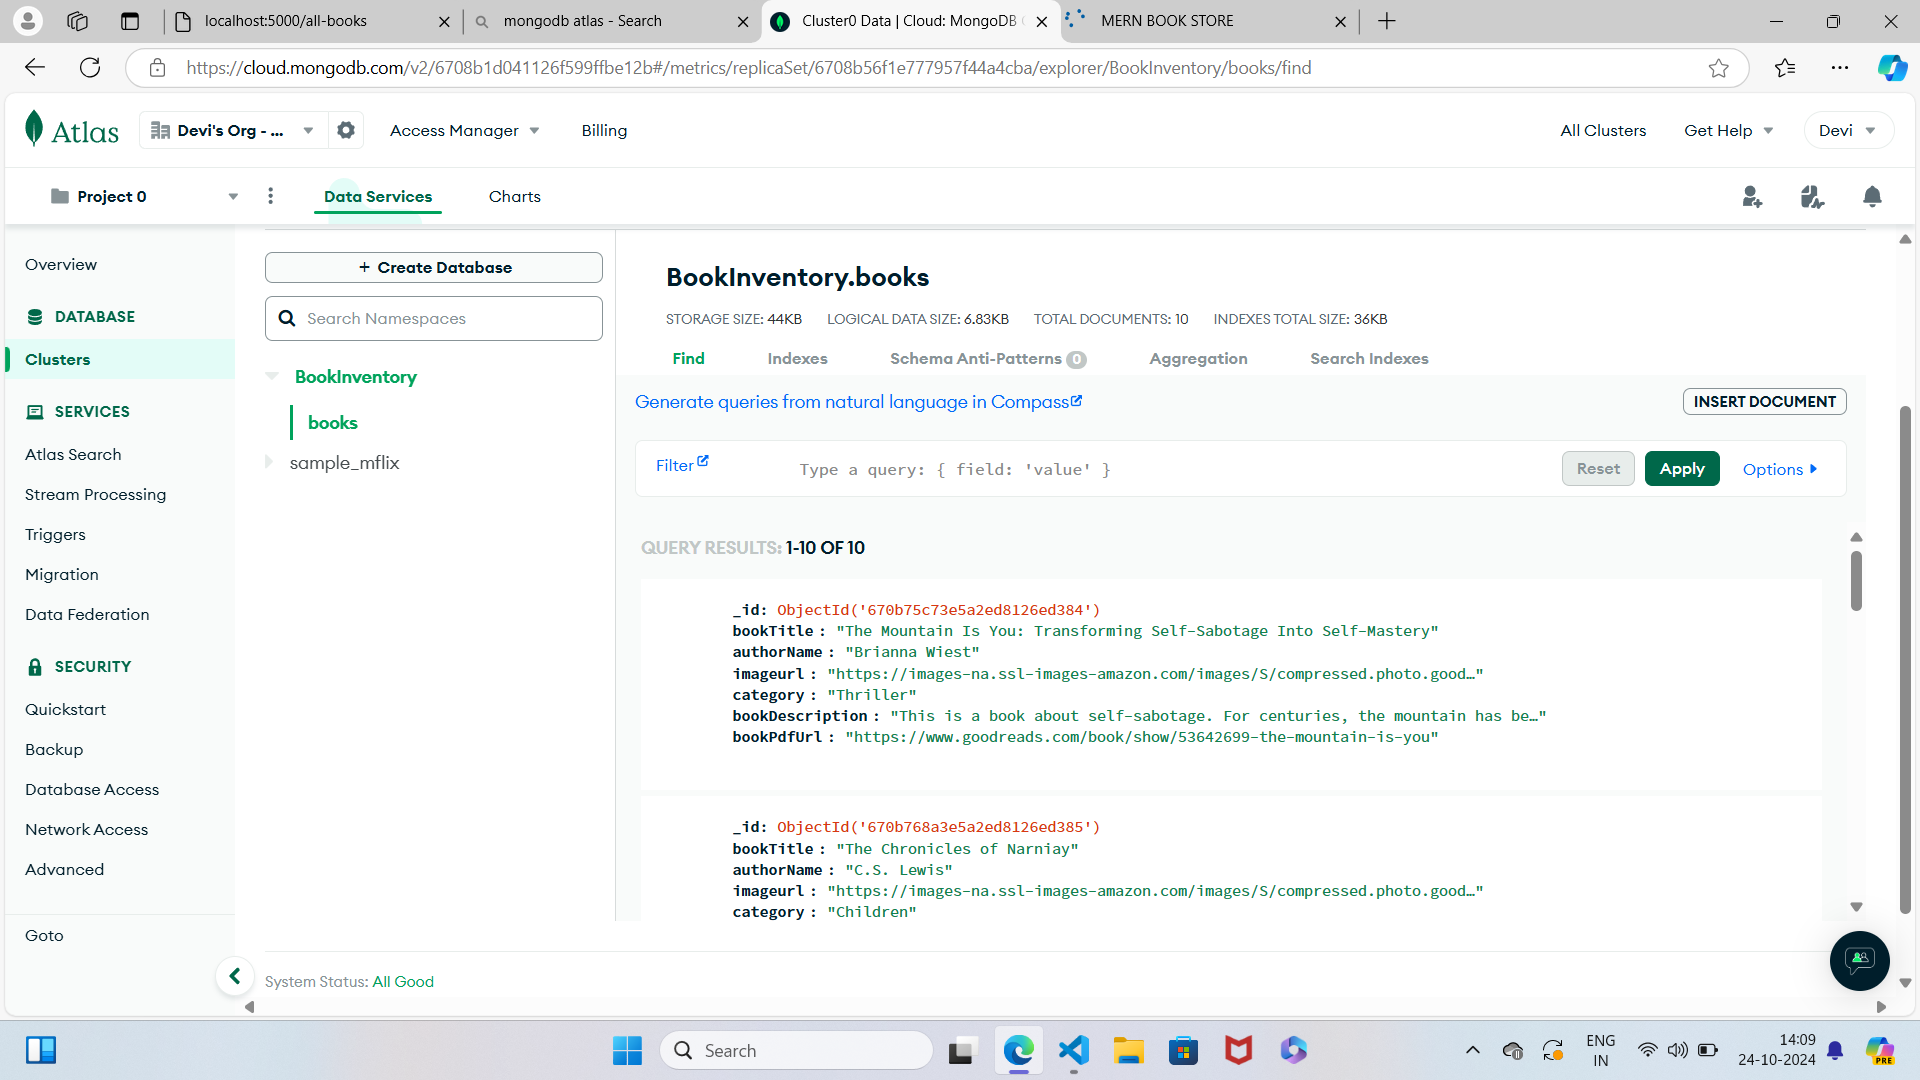 localhost:5000/all-books
mongodb atlas - Search
Cluster0 Data | Cloud: MongoDB
MERN BOOK STORE
https://cloud.mongodb.com/v2/6708b1d041126f599ffbe12b#/metrics/replicaSet/6708b56f1e777957f44a4cba/explorer/BookInventory/books/find
Atlas
Devi's Org - ...
Access Manager
Billing
All Clusters
Get Help
Devi
Project 0
Data Services
Charts
Overview
DATABASE
Clusters
SERVICES
Atlas Search
Stream Processing
Triggers
Migration
Data Federation
SECURITY
Quickstart
Backup
Database Access
Network Access
Advanced
Goto
+ Create Database
Search Namespaces
BookInventory
books
sample_mflix
BookInventory.books
STORAGE SIZE: 44KB LOGICAL DATA SIZE: 6.83KB TOTAL DOCUMENTS: 10 INDEXES TOTAL SIZE: 36KB
Find Indexes Schema Anti-Patterns 0 Aggregation Search Indexes
Generate queries from natural language in Compass
INSERT DOCUMENT
Filter
Type a query: { field: 'value' }
Reset
Apply
Options
QUERY RESULTS: 1-10 OF 10
_id: ObjectId('670b75c73e5a2ed8126ed384')
bookTitle : "The Mountain Is You: Transforming Self-Sabotage Into Self-Mastery"
authorName : "Brianna Wiest"
imageurl : "https://images-na.ssl-images-amazon.com/images/S/compressed.photo.good…"
category : "Thriller"
bookDescription : "This is a book about self-sabotage. For centuries, the mountain has be…"
bookPdfUrl : "https://www.goodreads.com/book/show/53642699-the-mountain-is-you"
_id: ObjectId('670b768a3e5a2ed8126ed385')
bookTitle : "The Chronicles of Narniay"
authorName : "C.S. Lewis"
imageurl : "https://images-na.ssl-images-amazon.com/images/S/compressed.photo.good…"
category : "Children"
System Status: All Good
Search
ENG
IN
14:09
24-10-2024
PRE